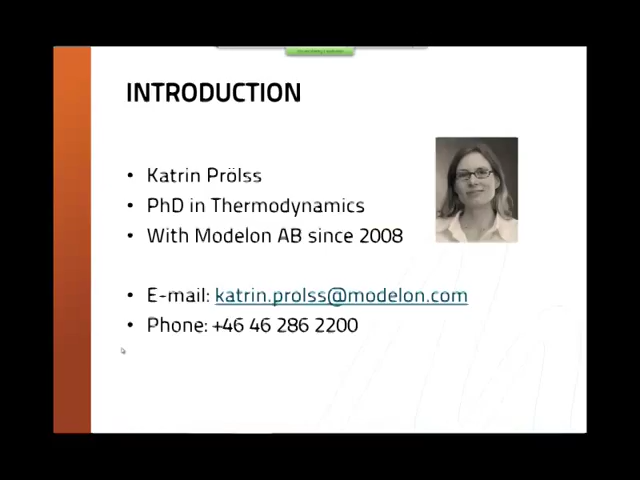 INTRODUCTION
• Katrin Prölss
• PhD in Thermodynamics
• With Modelon AB since 2008
• E-mail: katrin.prolss@modelon.com
• Phone: +46 46 286 2200